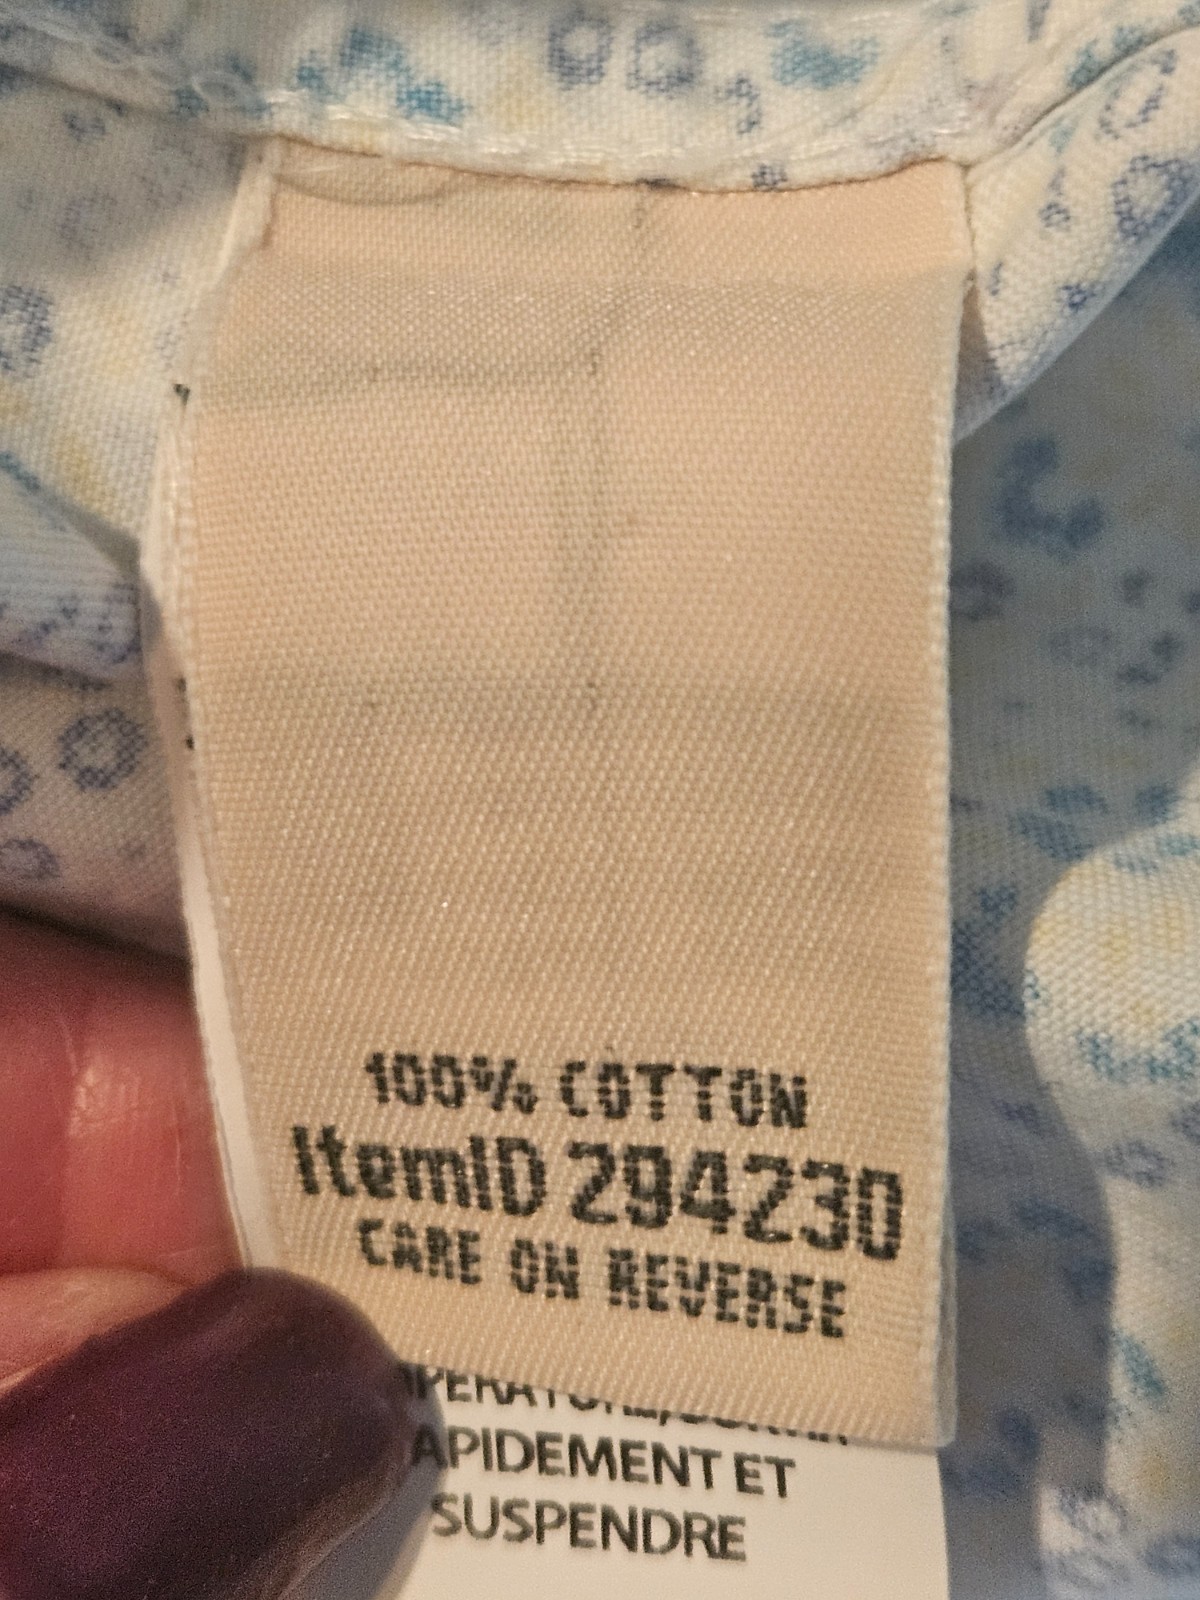 100% COTTON
ItemID 294230
CARE ON REVERSE
APIDEMENT ET
SUSPENDRE